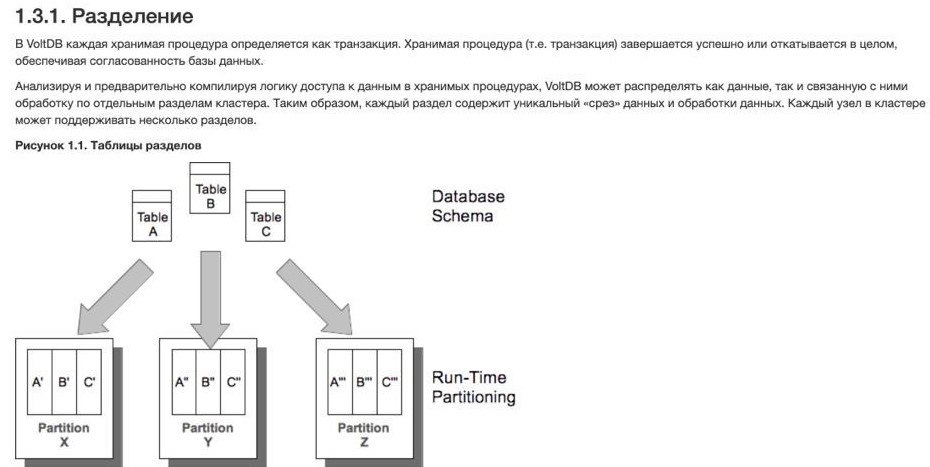 1.3.1. Разделение
В VoltDB каждая хранимая процедура определяется как транзакция. Хранимая процедура (т.е. транзакция) завершается успешно или откатывается в целом,
обеспечивая согласованность базы данных.
Анализируя и предварительно компилируя логику доступа к данным в хранимых процедурах, VoltDB может распределять как данные, так и связанную с ними
обработку по отдельным разделам кластера. Таким образом, каждый раздел содержит уникальный «срез» данных и обработки данных. Каждый узел в кластере
может поддерживать несколько разделов.
Рисунок 1.1. Таблицы разделов
Table
B
Table
A
Table
C
Database
Schema
A' B' C'
Partition
X
A" B" C"
Partition
Y
A"' B"' C"'
Partition
Z
Run-Time
Partitioning